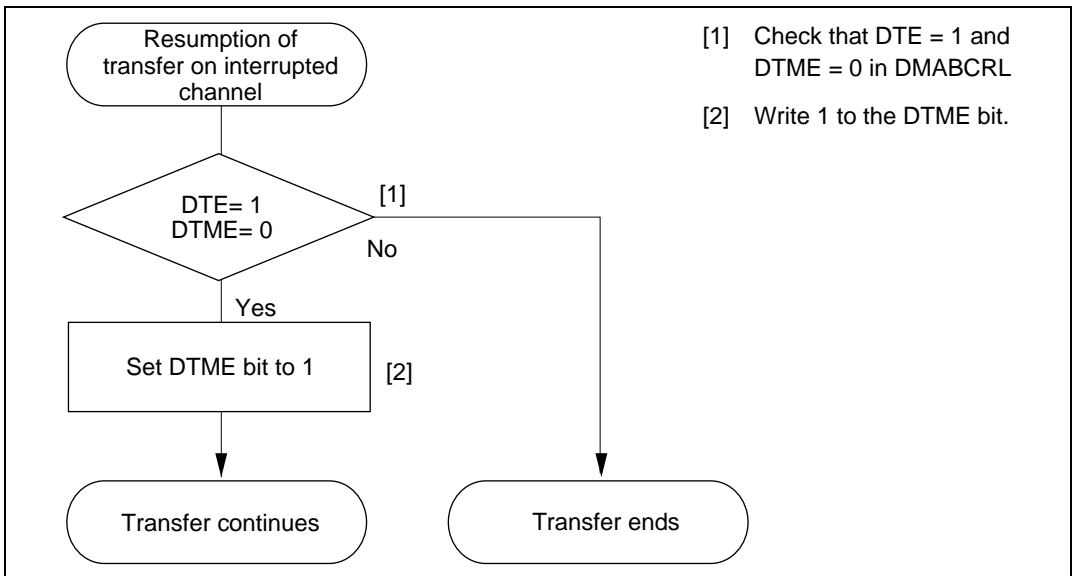 Resumption of
transfer on interrupted
channel
[1] Check that DTE = 1 and
DTME = 0 in DMABCRL
[2] Write 1 to the DTME bit.
DTE= 1
DTME= 0
[1]
No
Yes
Set DTME bit to 1
[2]
Transfer continues
Transfer ends